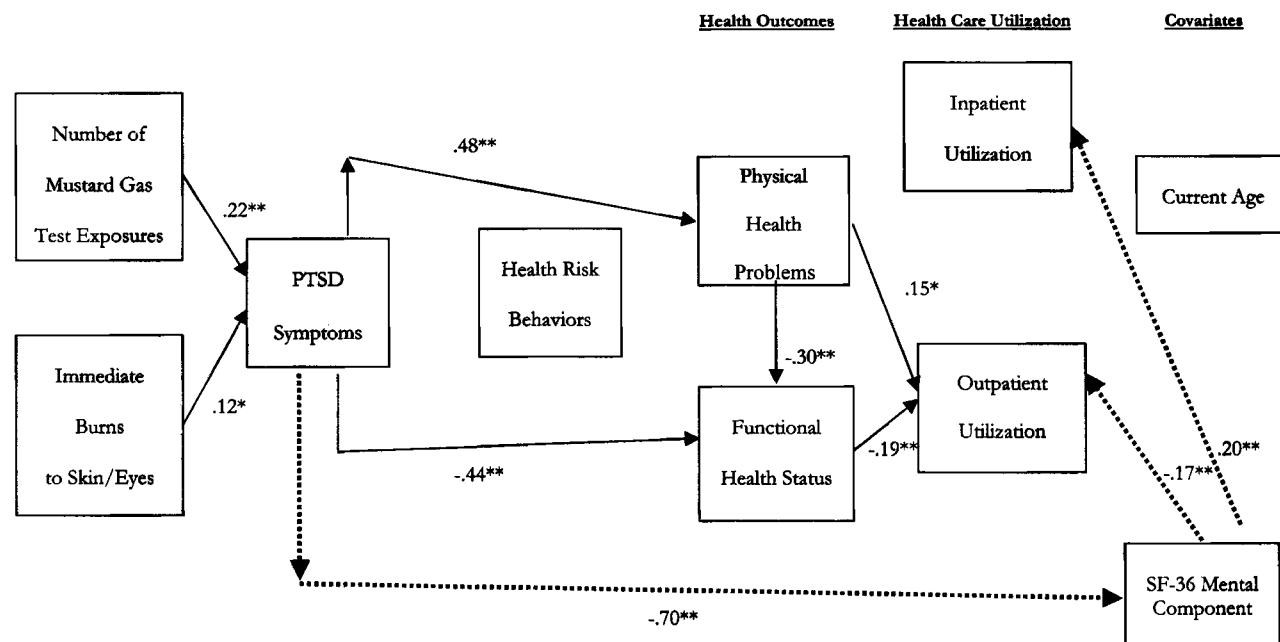 Health Outcomes
Health Care Utilization
Covariates
Number of
Mustard Gas
Test Exposures
.22**
Immediate
Burns
to Skin/Eyes
.12*
PTSD
Symptoms
.48**
Health Risk
Behaviors
-.44**
-.70**
Physical
Health
Problems
-.30**
Functional
Health Status
.15*
-.19**
Inpatient
Utilization
Outpatient
Utilization
Current Age
.20**
-.17**
SF-36 Mental
Component